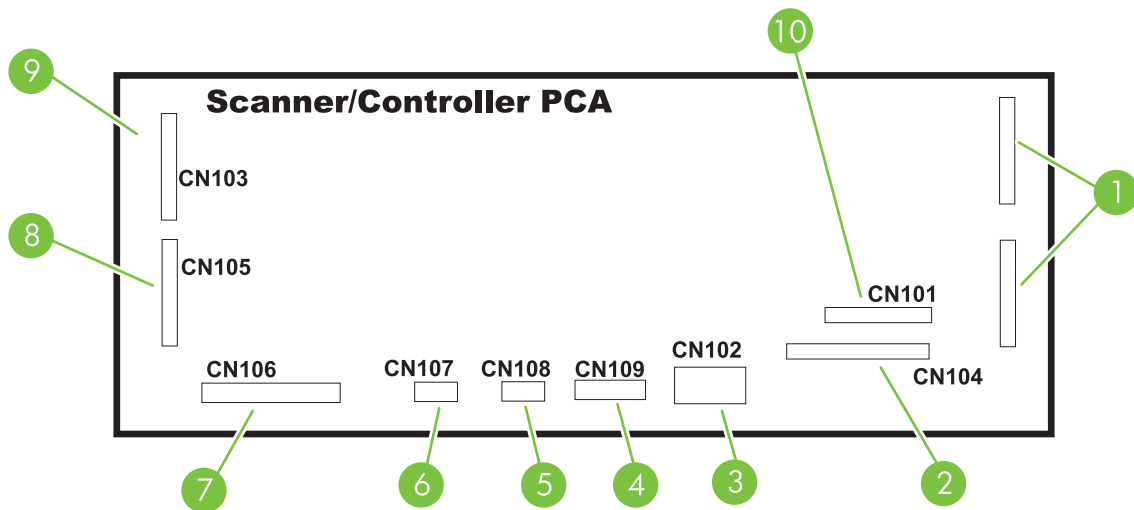 10
9
Scanner/Controller PCA
CN103
1
8
CN105
CN101
CN102
CN106
CN107
CN108
CN109
CN104
7
6
5
4
3
2